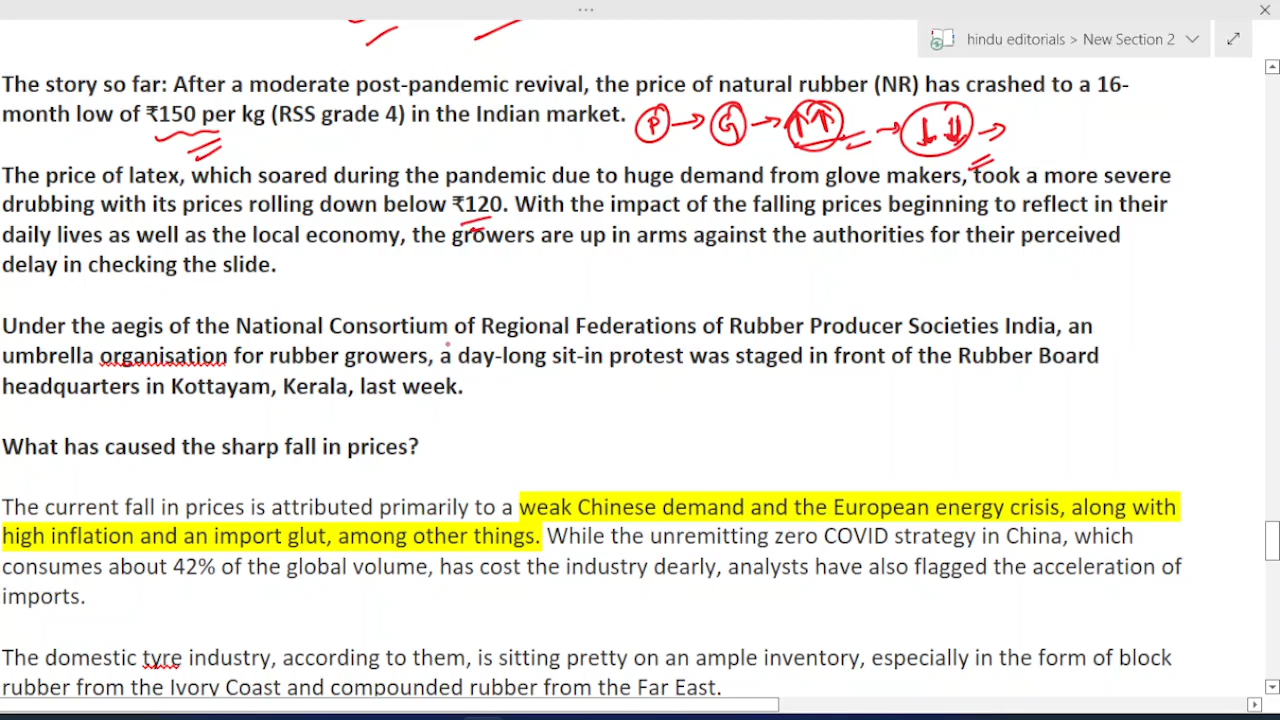 hindu editorials > New Section 2
The story so far: After a moderate post-pandemic revival, the price of natural rubber (NR) has crashed to a 16-
month low of ₹150 per kg (RSS grade 4) in the Indian market.
P → G → ↑↑ → ↓↓ →
The price of latex, which soared during the pandemic due to huge demand from glove makers, took a more severe
drubbing with its prices rolling down below ₹120. With the impact of the falling prices beginning to reflect in their
daily lives as well as the local economy, the growers are up in arms against the authorities for their perceived
delay in checking the slide.
Under the aegis of the National Consortium of Regional Federations of Rubber Producer Societies India, an
umbrella organisation for rubber growers, a day-long sit-in protest was staged in front of the Rubber Board
headquarters in Kottayam, Kerala, last week.
What has caused the sharp fall in prices?
The current fall in prices is attributed primarily to a weak Chinese demand and the European energy crisis, along with
high inflation and an import glut, among other things. While the unremitting zero COVID strategy in China, which
consumes about 42% of the global volume, has cost the industry dearly, analysts have also flagged the acceleration of
imports.
The domestic tyre industry, according to them, is sitting pretty on an ample inventory, especially in the form of block
rubber from the Ivory Coast and compounded rubber from the Far East.